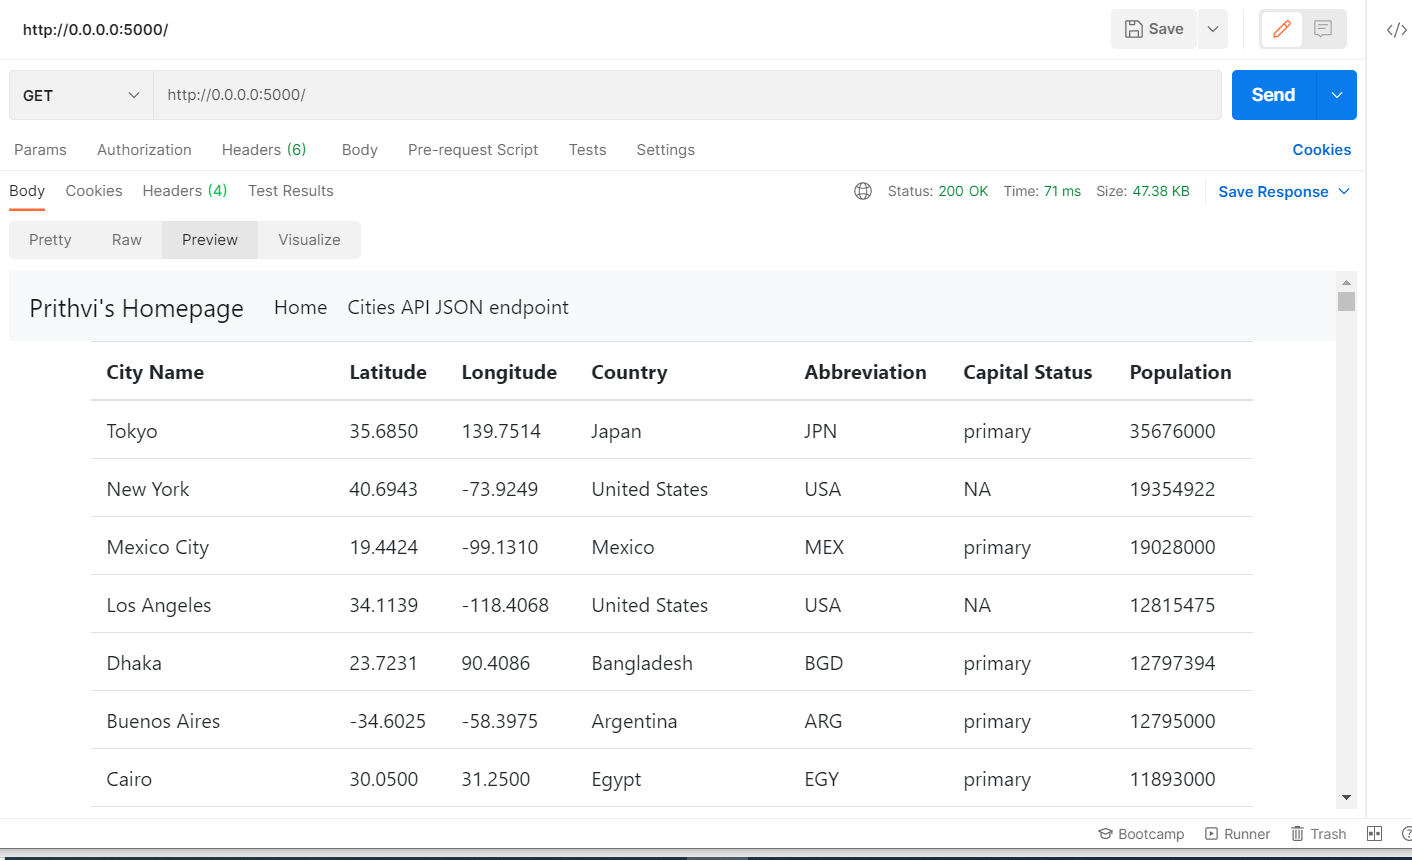 http://0.0.0.0:5000/ Save </>
GET http://0.0.0.0:5000/ Send
Params Authorization Headers (6) Body Pre-request Script Tests Settings Cookies
Body Cookies Headers (4) Test Results Status: 200 OK Time: 71 ms Size: 47.38 KB Save Response
Pretty Raw Preview Visualize
Prithvi's Homepage Home Cities API JSON endpoint
City Name Latitude Longitude Country Abbreviation Capital Status Population
Tokyo 35.6850 139.7514 Japan JPN primary 35676000
New York 40.6943 -73.9249 United States USA NA 19354922
Mexico City 19.4424 -99.1310 Mexico MEX primary 19028000
Los Angeles 34.1139 -118.4068 United States USA NA 12815475
Dhaka 23.7231 90.4086 Bangladesh BGD primary 12797394
Buenos Aires -34.6025 -58.3975 Argentina ARG primary 12795000
Cairo 30.0500 31.2500 Egypt EGY primary 11893000
Bootcamp Runner Trash ?